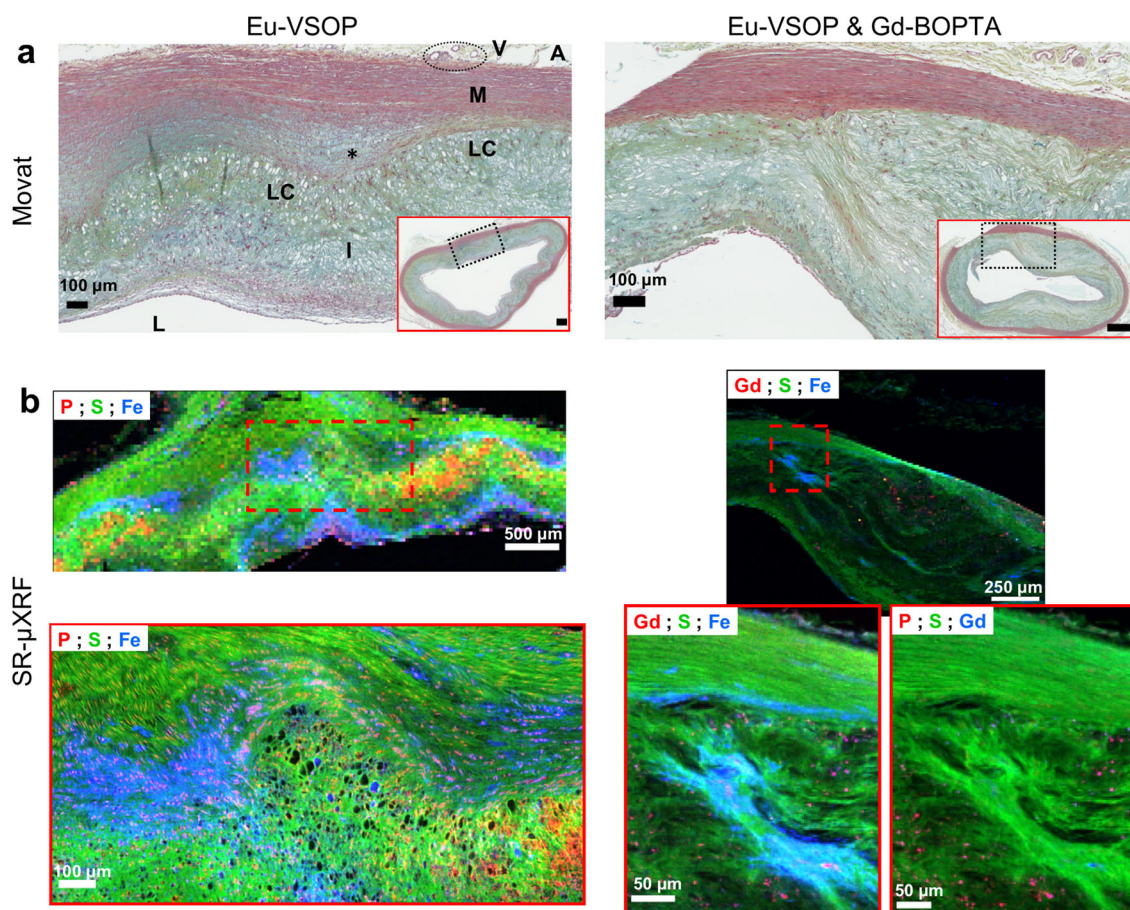 Eu-VSOP
Eu-VSOP & Gd-BOPTA
a
Movat
V
A
M
*
LC
LC
I
100 µm
L
100 µm
b
SR-µXRF
P ; S ; Fe
500 µm
Gd ; S ; Fe
250 µm
P ; S ; Fe
100 µm
Gd ; S ; Fe
50 µm
P ; S ; Gd
50 µm